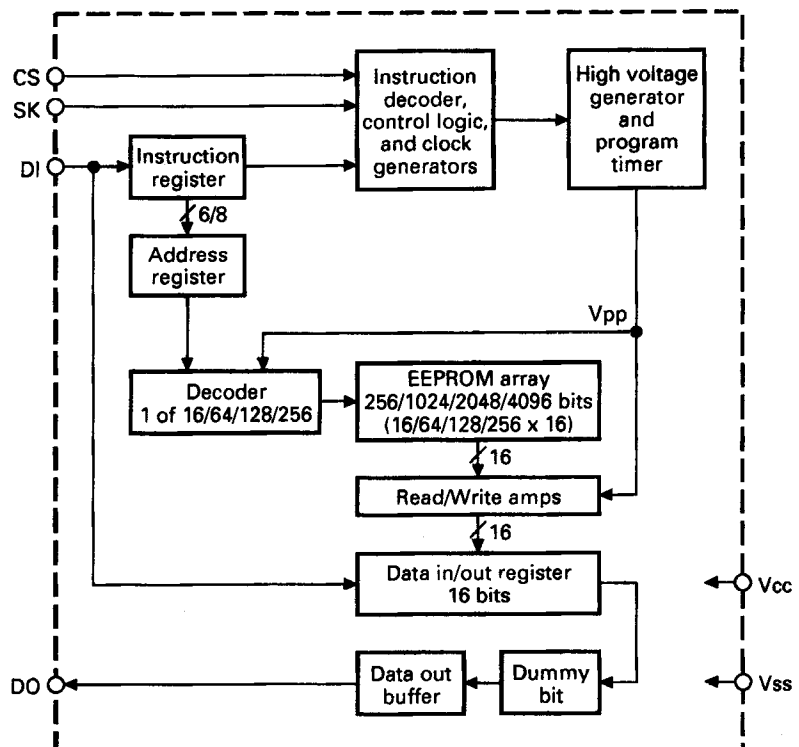 CS
SK
DI
Instruction
decoder,
control logic,
and clock
generators
High voltage
generator
and
program
timer
Instruction
register
6/8
Address
register
Vpp
Decoder
1 of 16/64/128/256
EEPROM array
256/1024/2048/4096 bits
(16/64/128/256 x 16)
16
Read/Write amps
16
Data in/out register
16 bits
Vcc
DO
Data out
buffer
Dummy
bit
Vss